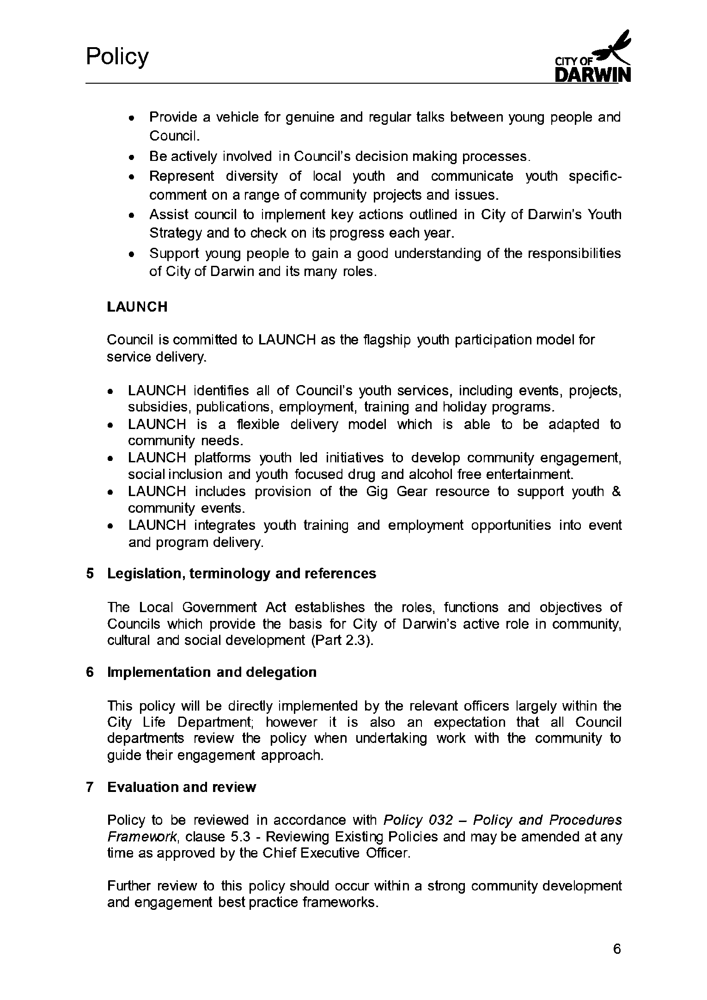 Policy
CITY OF
DARWIN
• Provide a vehicle for genuine and regular talks between young people and
Council.
• Be actively involved in Council's decision making processes.
• Represent diversity of local youth and communicate youth specific-
comment on a range of community projects and issues.
• Assist council to implement key actions outlined in City of Darwin's Youth
Strategy and to check on its progress each year.
• Support young people to gain a good understanding of the responsibilities
of City of Darwin and its many roles.
LAUNCH
Council is committed to LAUNCH as the flagship youth participation model for
service delivery.
• LAUNCH identifies all of Council's youth services, including events, projects,
subsidies, publications, employment, training and holiday programs.
• LAUNCH is a flexible delivery model which is able to be adapted to
community needs.
• LAUNCH platforms youth led initiatives to develop community engagement,
social inclusion and youth focused drug and alcohol free entertainment.
• LAUNCH includes provision of the Gig Gear resource to support youth &
community events.
• LAUNCH integrates youth training and employment opportunities into event
and program delivery.
5 Legislation, terminology and references
The Local Government Act establishes the roles, functions and objectives of
Councils which provide the basis for City of Darwin's active role in community,
cultural and social development (Part 2.3).
6 Implementation and delegation
This policy will be directly implemented by the relevant officers largely within the
City Life Department; however it is also an expectation that all Council
departments review the policy when undertaking work with the community to
guide their engagement approach.
7 Evaluation and review
Policy to be reviewed in accordance with Policy 032 – Policy and Procedures
Framework, clause 5.3 - Reviewing Existing Policies and may be amended at any
time as approved by the Chief Executive Officer.
Further review to this policy should occur within a strong community development
and engagement best practice frameworks.
6